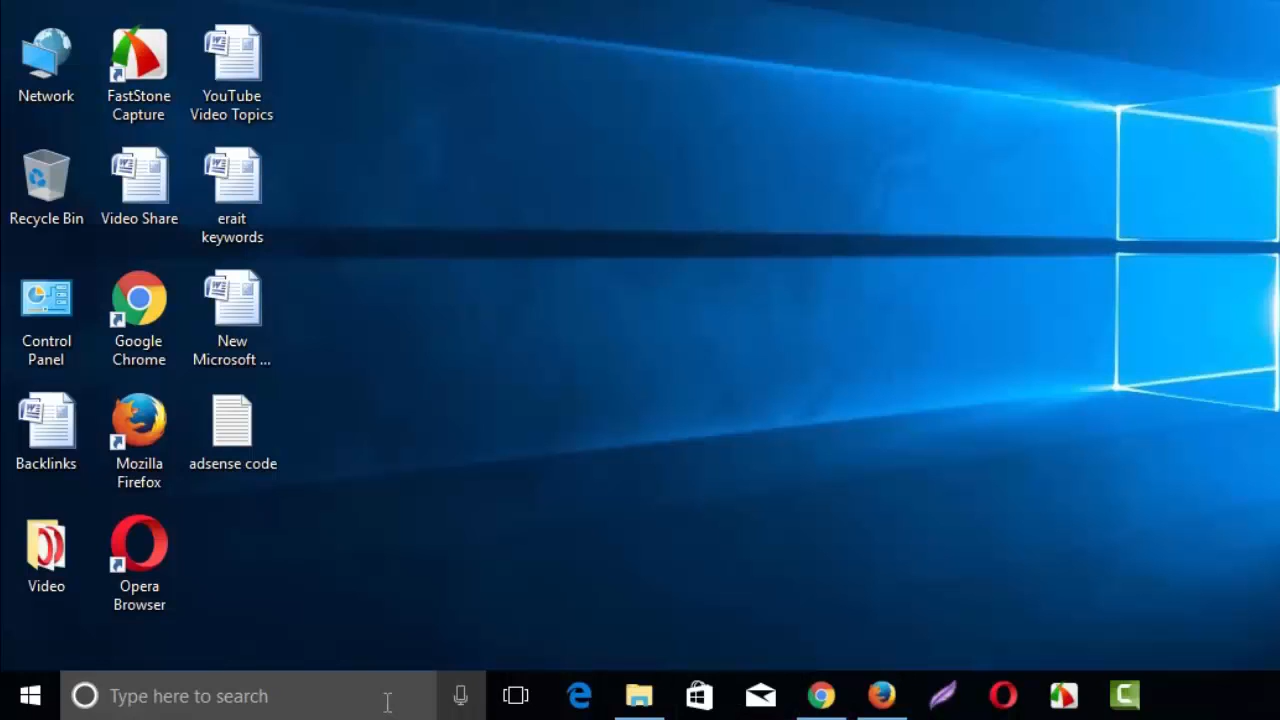 Network
FastStone
Capture
YouTube
Video Topics
Recycle Bin
Video Share
erait
keywords
Control
Panel
Google
Chrome
New
Microsoft ...
Backlinks
Mozilla
Firefox
adsense code
Video
Opera
Browser
Type here to search